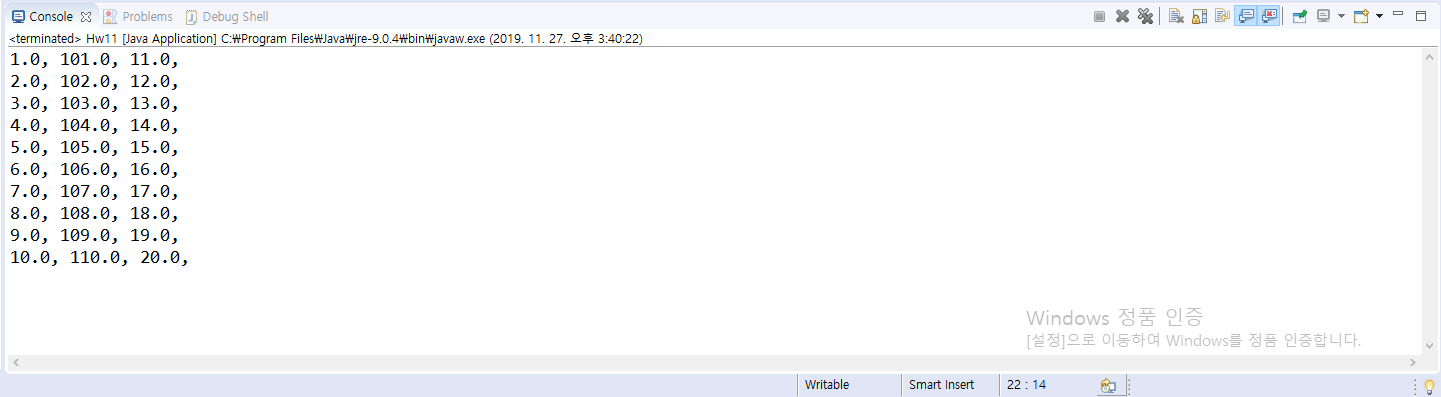 Console Problems Debug Shell
<terminated> Hw11 [Java Application] C:₩Program Files₩Java₩jre-9.0.4₩bin₩javaw.exe (2019. 11. 27. 오후 3:40:22)
1.0, 101.0, 11.0,
2.0, 102.0, 12.0,
3.0, 103.0, 13.0,
4.0, 104.0, 14.0,
5.0, 105.0, 15.0,
6.0, 106.0, 16.0,
7.0, 107.0, 17.0,
8.0, 108.0, 18.0,
9.0, 109.0, 19.0,
10.0, 110.0, 20.0,
Windows 정품 인증
[설정]으로 이동하여 Windows를 정품 인증합니다.
Writable Smart Insert 22 : 14